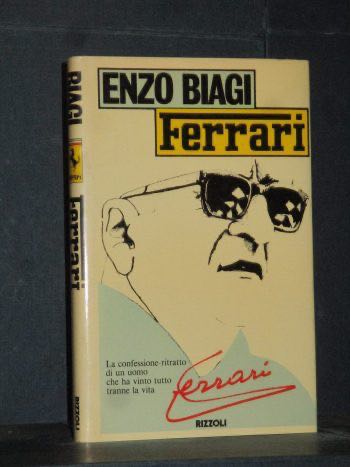 ENZO BIAGI
Ferrari
La confessione-ritratto
di un uomo
che ha vinto tutto
tranne la vita
Ferrari
RIZZOLI
BIAGI
Ferrari
RIZZOLI